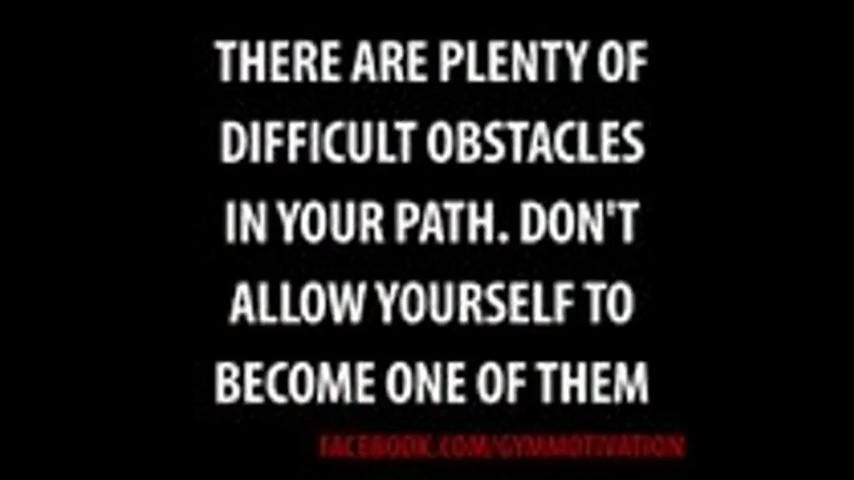 THERE ARE PLENTY OF
DIFFICULT OBSTACLES
IN YOUR PATH. DON'T
ALLOW YOURSELF TO
BECOME ONE OF THEM
FACEBOOK.COM/GYMMOTIVATION